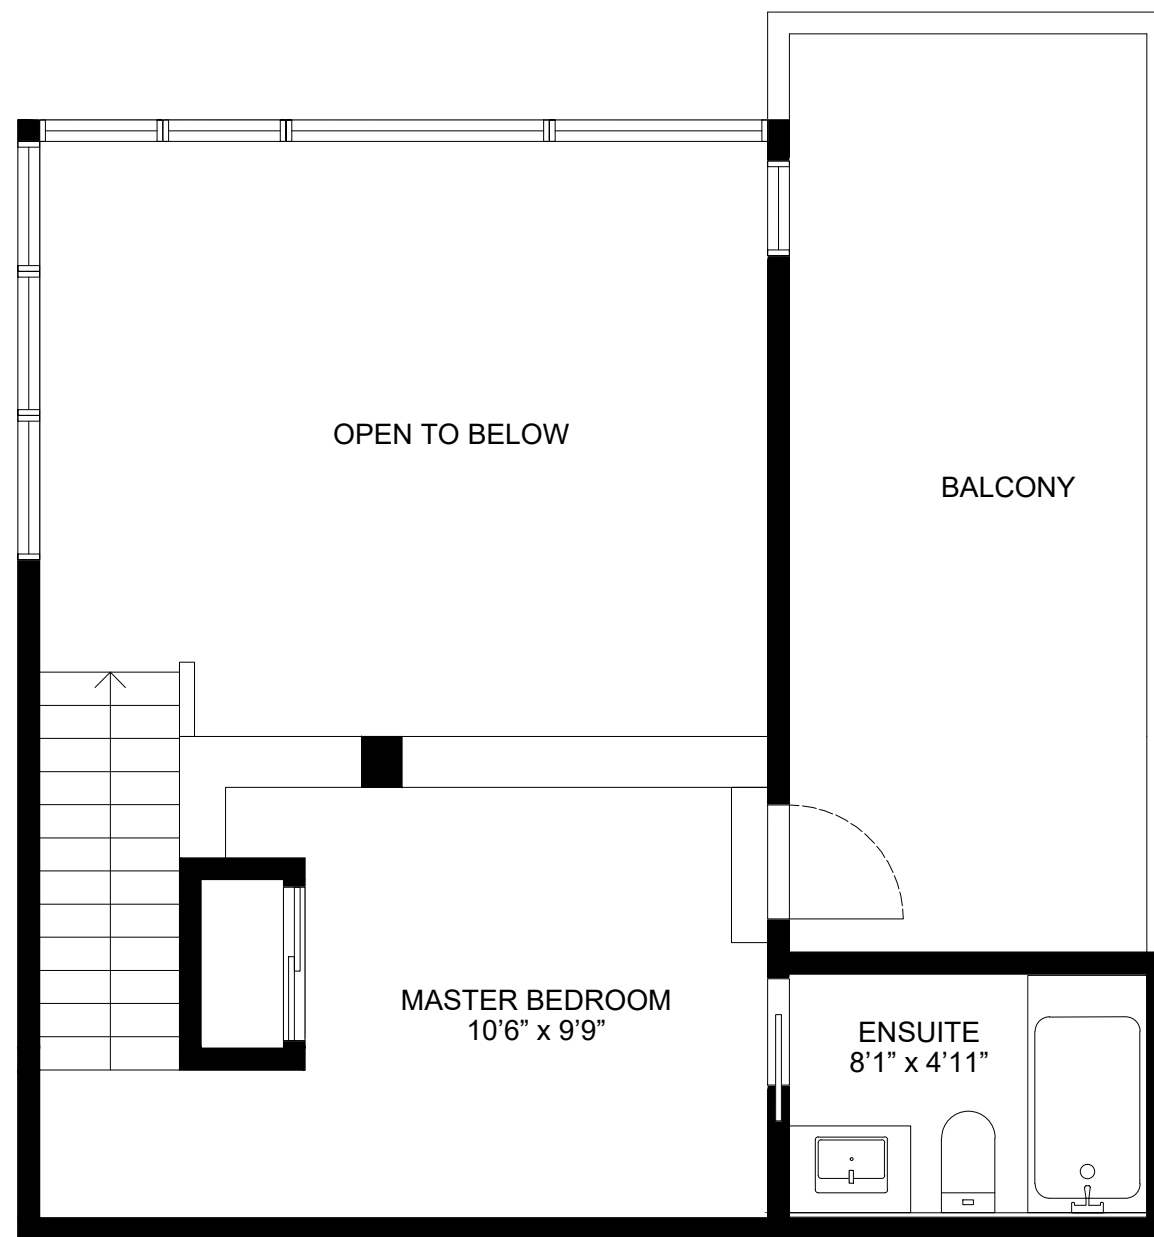 OPEN TO BELOW
BALCONY
MASTER BEDROOM
10’6” x 9’9”
ENSUITE
8’1” x 4’11”